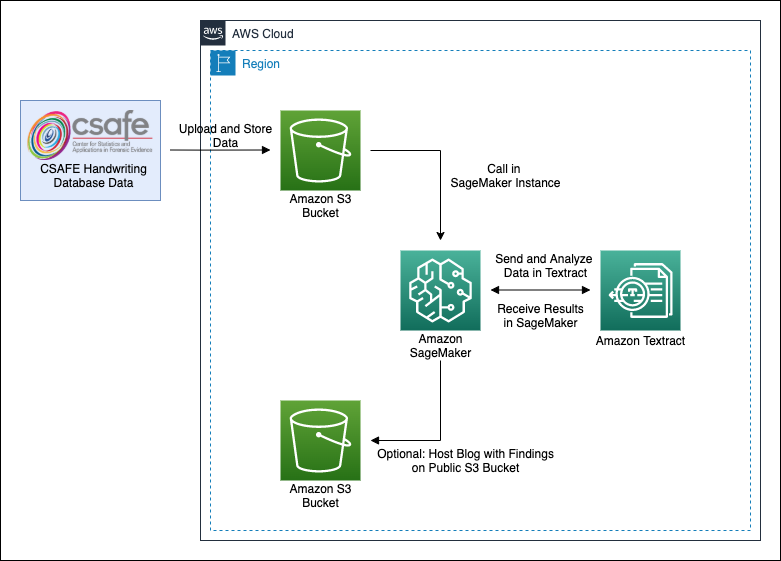 aws
AWS Cloud
Region
csafe
Center for Statistics and
Applications in Forensic Evidence
CSAFE Handwriting
Database Data
Upload and Store
Data
Amazon S3
Bucket
Call in
SageMaker Instance
Send and Analyze
Data in Textract
Receive Results
in SageMaker
T
Amazon
SageMaker
Amazon Textract
Optional: Host Blog with Findings
on Public S3 Bucket
Amazon S3
Bucket